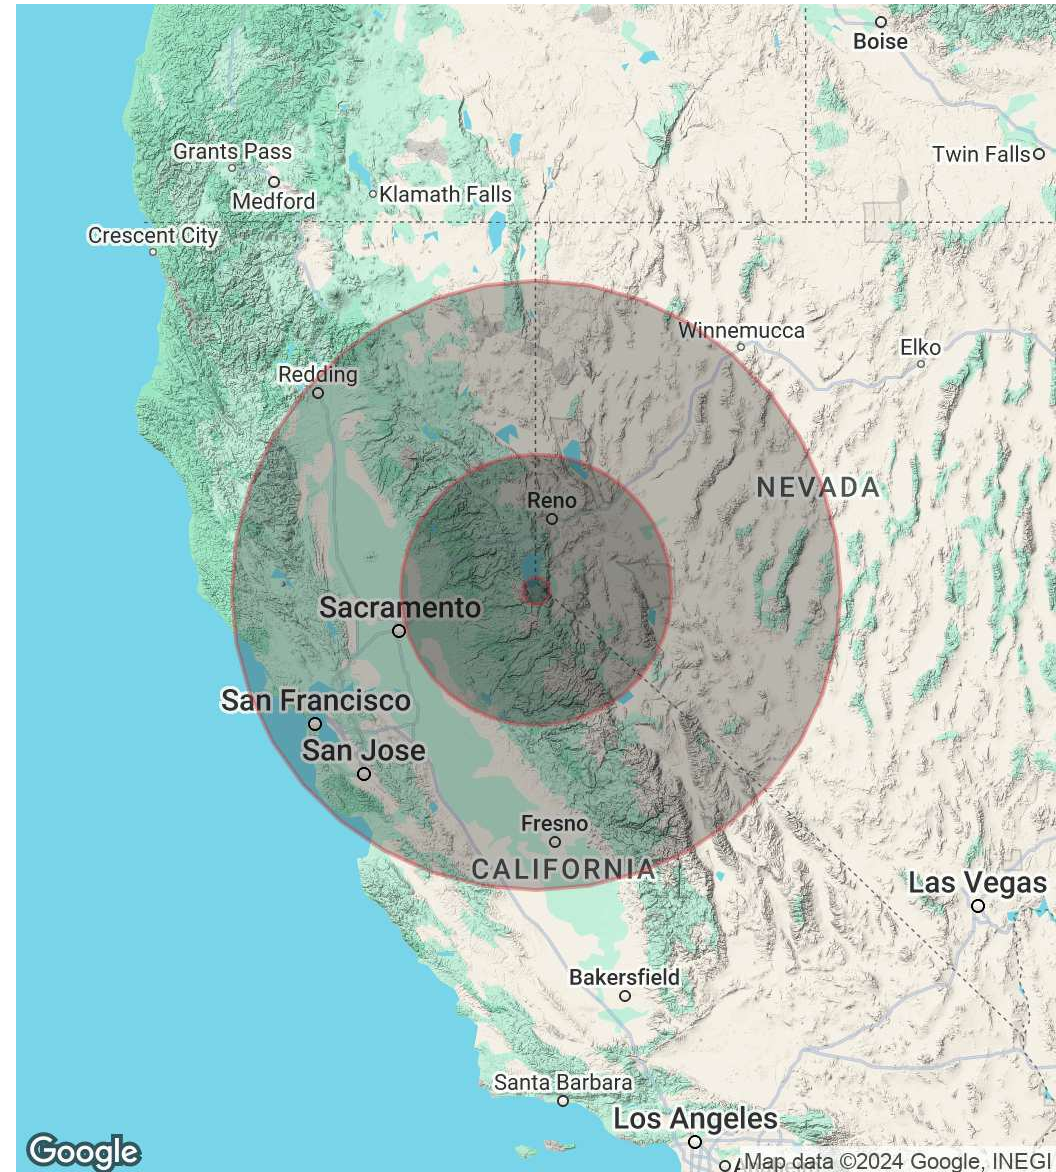 Boise
Twin Falls
Grants Pass
Medford
Klamath Falls
Crescent City
Winnemucca
Elko
Redding
NEVADA
Reno
Sacramento
San Francisco
San Jose
Fresno
CALIFORNIA
Las Vegas
Bakersfield
Santa Barbara
Los Angeles
Google
Map data ©2024 Google, INEGI